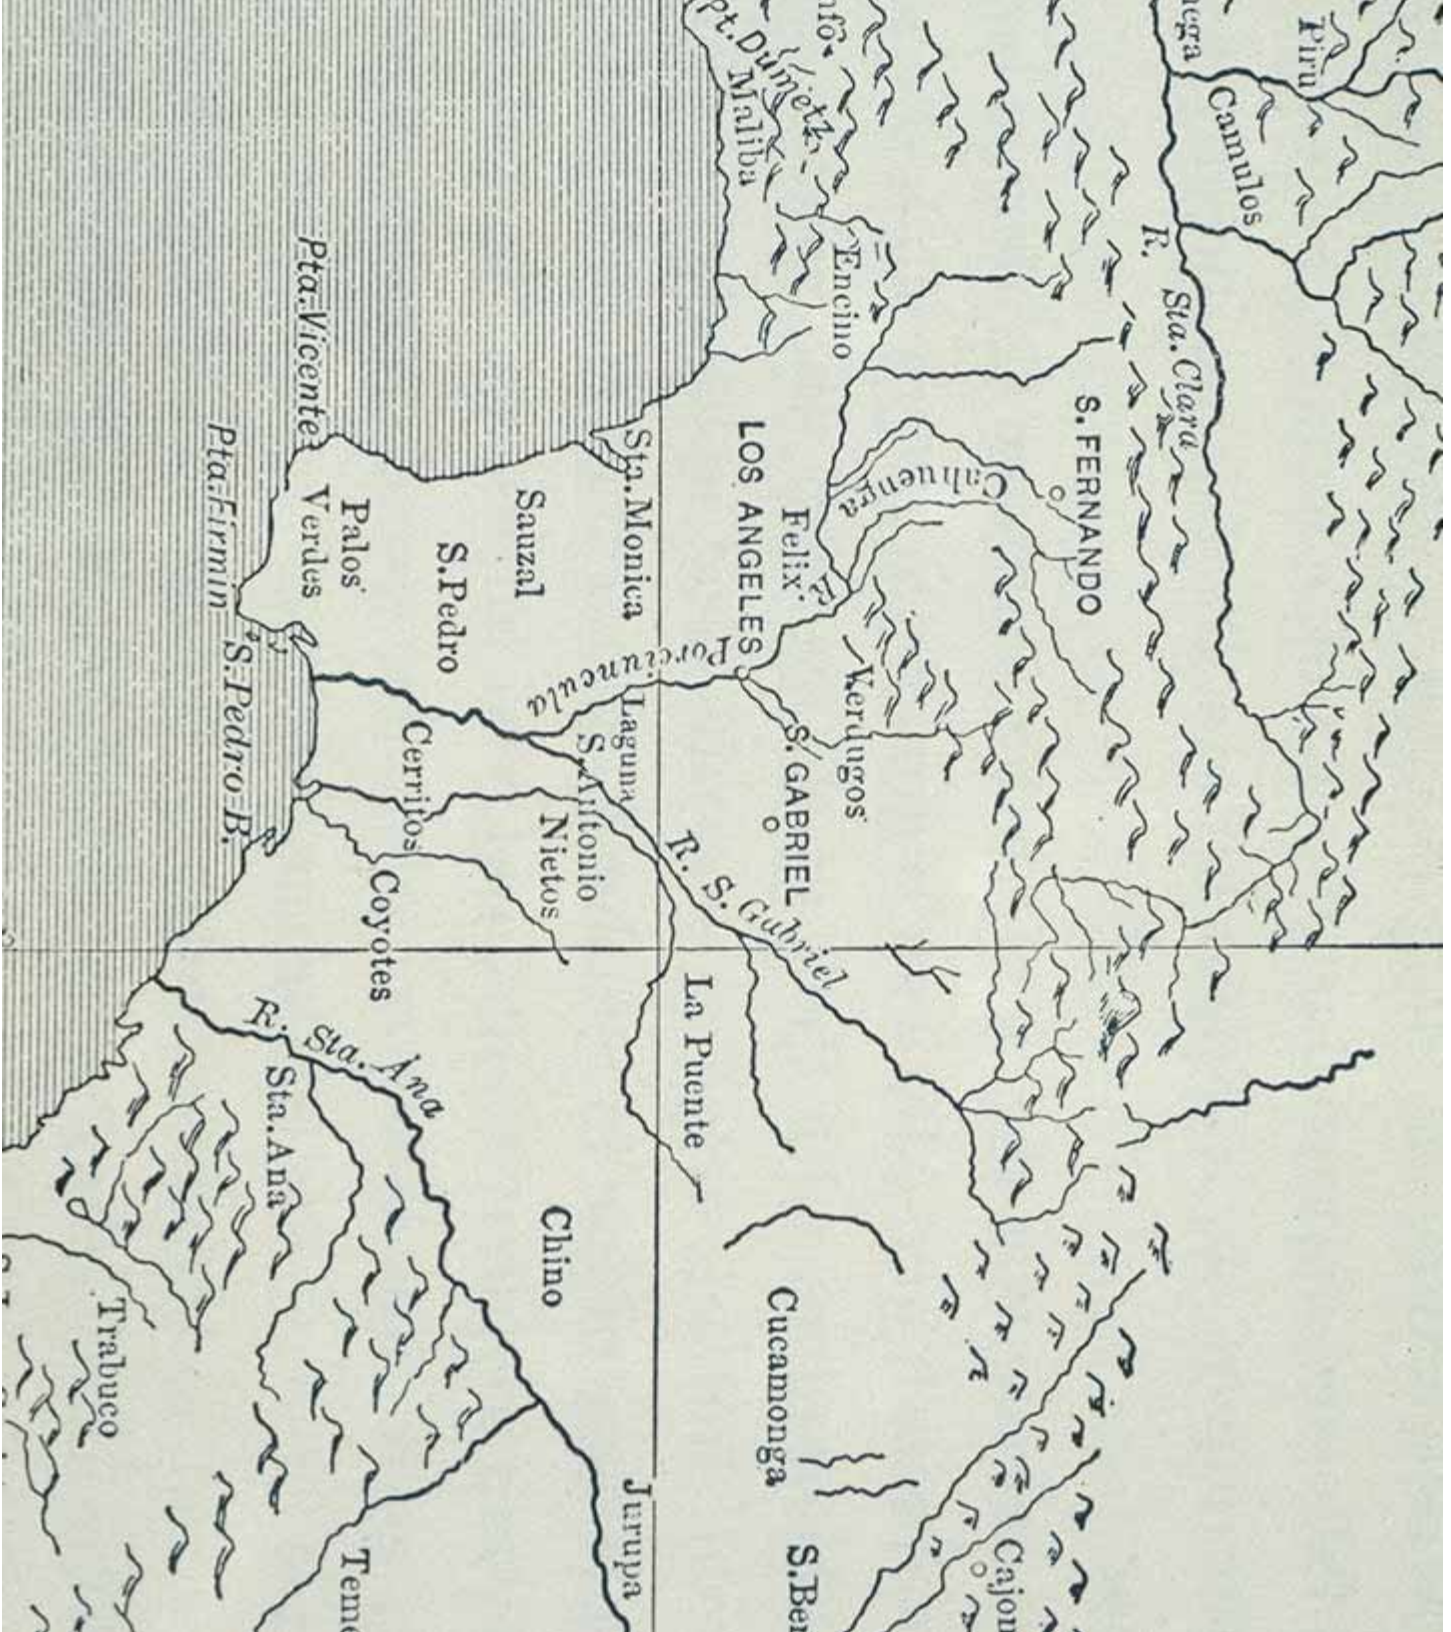 Piru
Camulos
R. Sta. Clara
pt. Dumetz
Maliba
Encino
S. FERNANDO
Cahuenga
Felix
LOS ANGELES
Sta. Monica
Sauzal
S. Pedro
Palos
Verdes
Pta. Vicente
Pta. Firmin
S. Pedro B.
Porciuncula
Verdugos
S. GABRIEL
Laguna
S. Antonio
Nietos
Cerritos
Coyotes
R. S. Gabriel
La Puente
R. Sta. Ana
Sta. Ana
Chino
Cucamonga
Trabuco
Jurupa
Teme
S. Ber
Cajon